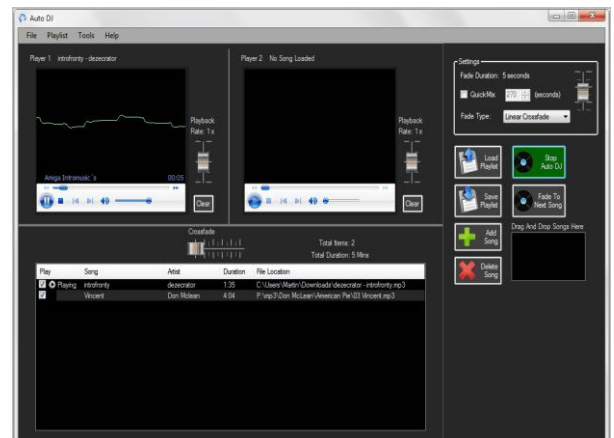 Auto DJ
File Playlist Tools Help
Player 1 introfronty - dezecrator
Player 2 No Song Loaded
Settings
Fade Duration: 5 seconds
QuickMix: 270 (seconds)
Fade Type: Linear Crossfade
Playback
Rate: 1x
Amiga Intromusic´s 00:05
Clear
Playback
Rate: 1x
Clear
Load
Playlist
Stop
Auto DJ
Save
Playlist
Fade To
Next Song
Add
Song
Drag And Drop Songs Here
Delete
Song
Crossfade
Total Items: 2
Total Duration: 5 Mins
Play Song Artist Duration File Location
Playing introfronty dezecrator 1:35 C:\Users\Martin\Downloads\dezecrator - introfronty.mp3
Vincent Don Mclean 4:04 P:\mp3\Don McLean\American Pie\03 Vincent.mp3